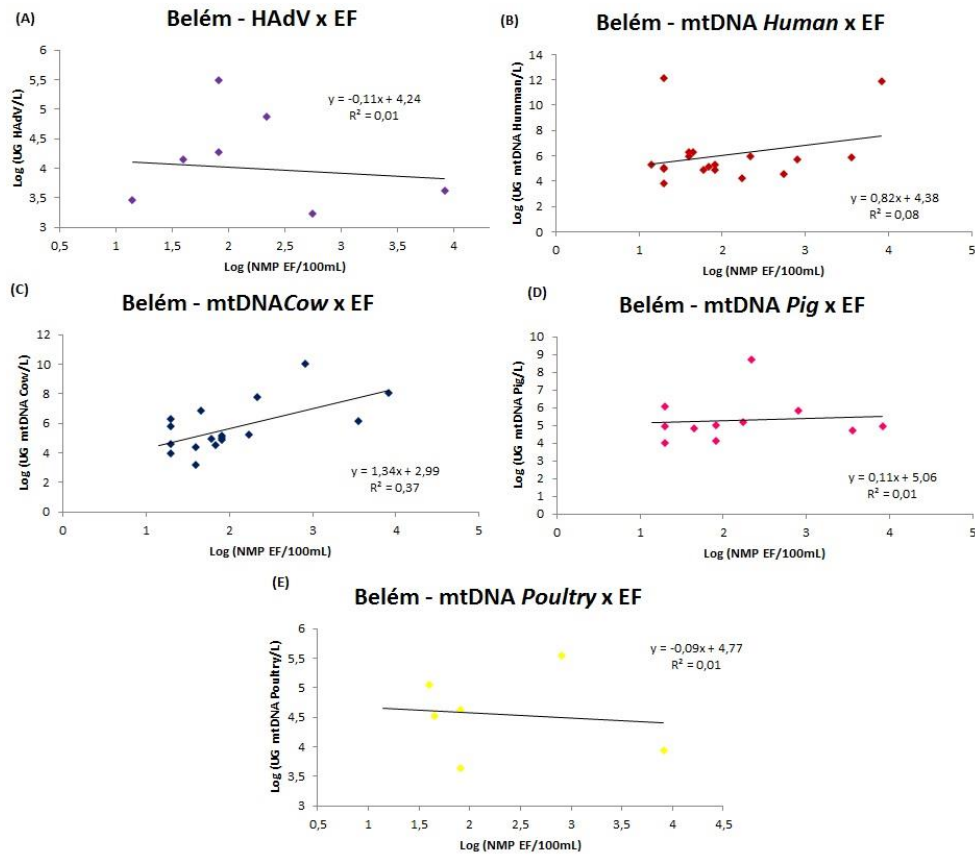 (A)
Belém - HAdV x EF
Log (UG HAdV/L)
6
5,5
5
4,5
4
3,5
3
y = -0,11x + 4,24
R² = 0,01
0,5 1 1,5 2 2,5 3 3,5 4
Log (NMP EF/100mL)
(B)
Belém - mtDNA Human x EF
Log (UG mtDNA Humman/L)
14
12
10
8
6
4
2
0
y = 0,82x + 4,38
R² = 0,08
0 1 2 3 4 5
Log (NMP EF/100mL)
(C)
Belém - mtDNACow x EF
Log (UG mtDNA Cow/L)
12
10
8
6
4
2
0
y = 1,34x + 2,99
R² = 0,37
0 1 2 3 4 5
Log (NMP EF/100mL)
(D)
Belém - mtDNA Pig x EF
Log (UG mtDNA Pig/L)
10
9
8
7
6
5
4
3
2
1
0
y = 0,11x + 5,06
R² = 0,01
0 1 2 3 4 5
Log (NMP EF/100mL)
(E)
Belém - mtDNA Poultry x EF
Log (UG mtDNA Poultry/L)
6
5,5
5
4,5
4
3,5
3
y = -0,09x + 4,77
R² = 0,01
0,5 1 1,5 2 2,5 3 3,5 4 4,5
Log (NMP EF/100mL)